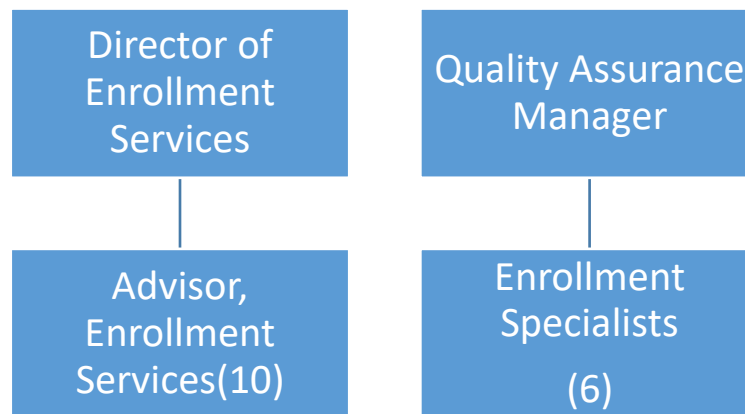 Director of
Enrollment
Services
Quality Assurance
Manager
Advisor,
Enrollment
Services(10)
Enrollment
Specialists
(6)